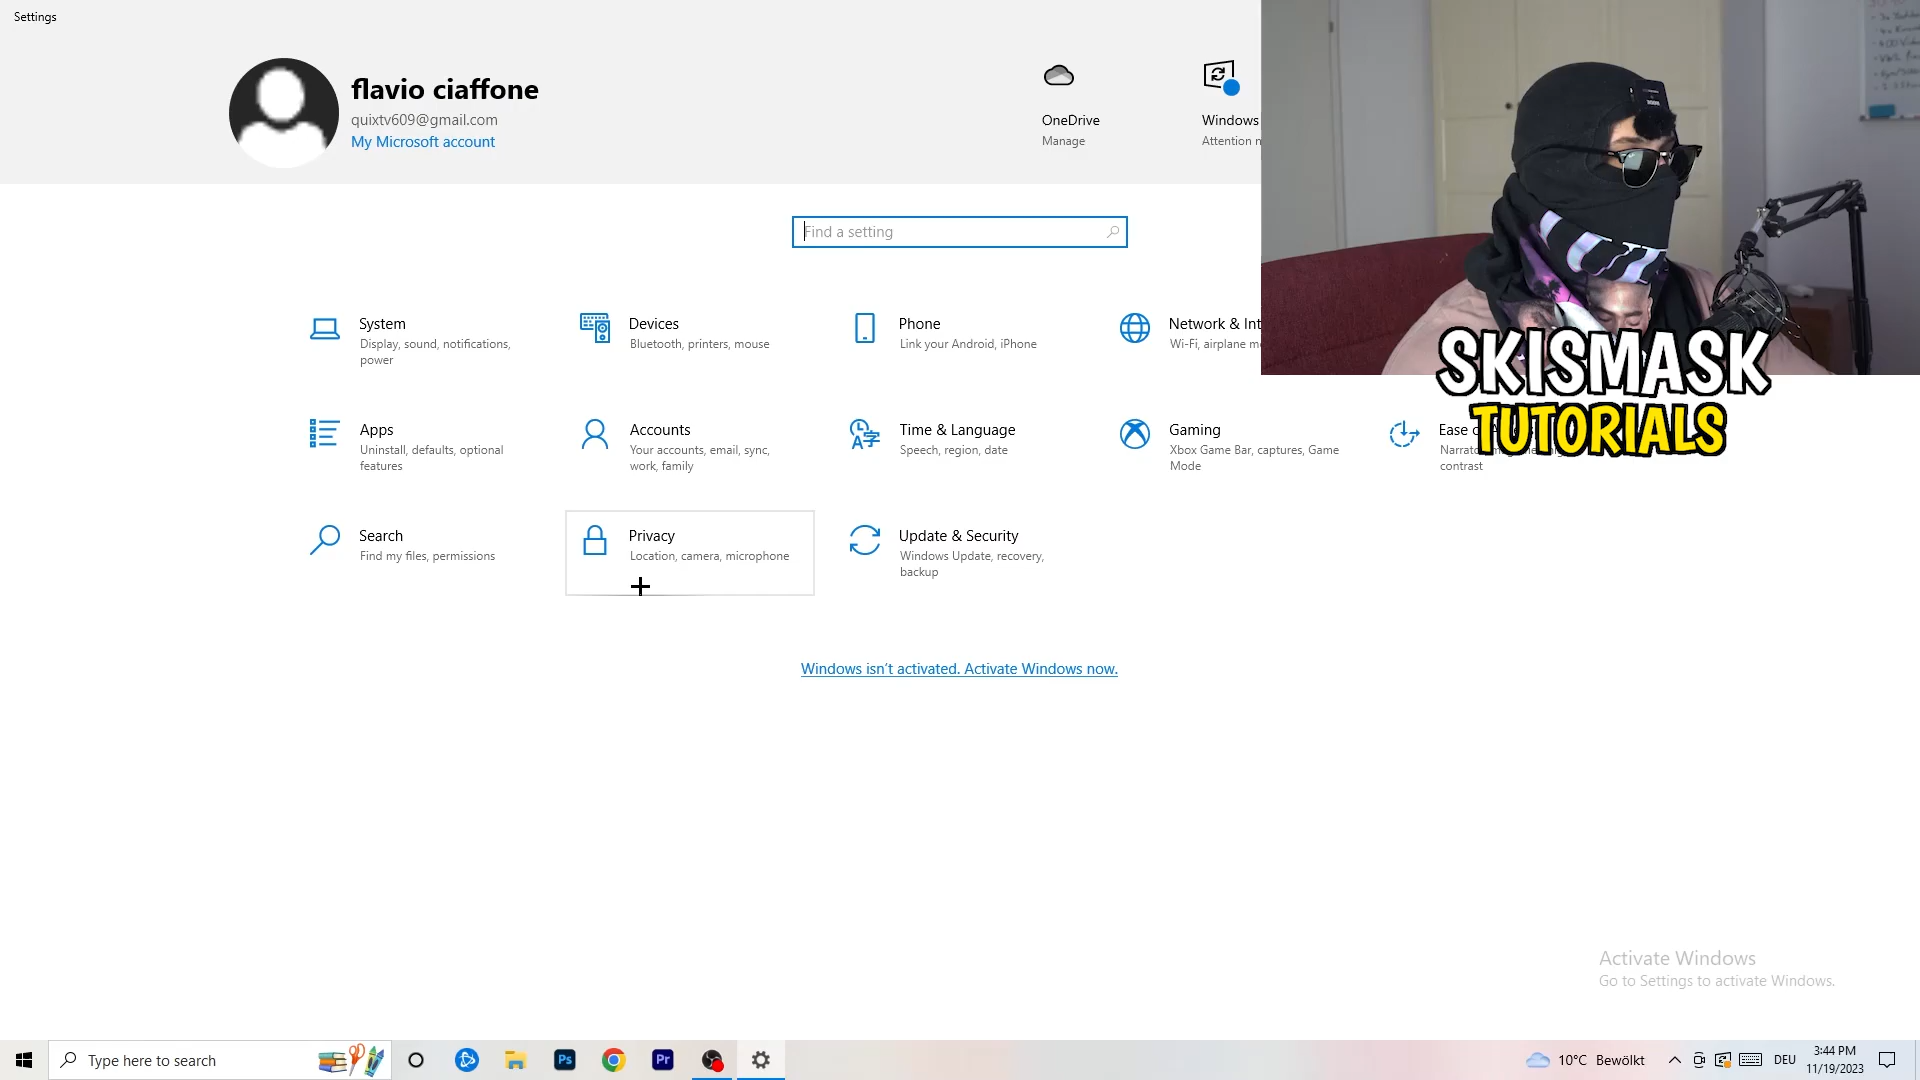 Settings
flavio ciaffone
quixtv609@gmail.com
My Microsoft account
OneDrive
Manage
Windows
Attention
Find a setting
System
Display, sound, notifications,
power
Devices
Bluetooth, printers, mouse
Phone
Link your Android, iPhone
Network & Int
Wi-Fi, airplane
SKISMASK
TUTORIALS
Apps
Uninstall, defaults, optional
features
Accounts
Your accounts, email, sync,
work, family
Time & Language
Speech, region, date
Gaming
Xbox Game Bar, captures, Game
Mode
Ease
contrast
Search
Find my files, permissions
Privacy
Location, camera, microphone
Update & Security
Windows Update, recovery,
backup
Windows isn't activated. Activate Windows now.
Activate Windows
Go to Settings to activate Windows.
Type here to search
Ps
Pr
10°C Bewölkt
DEU
3:44 PM
11/19/2023